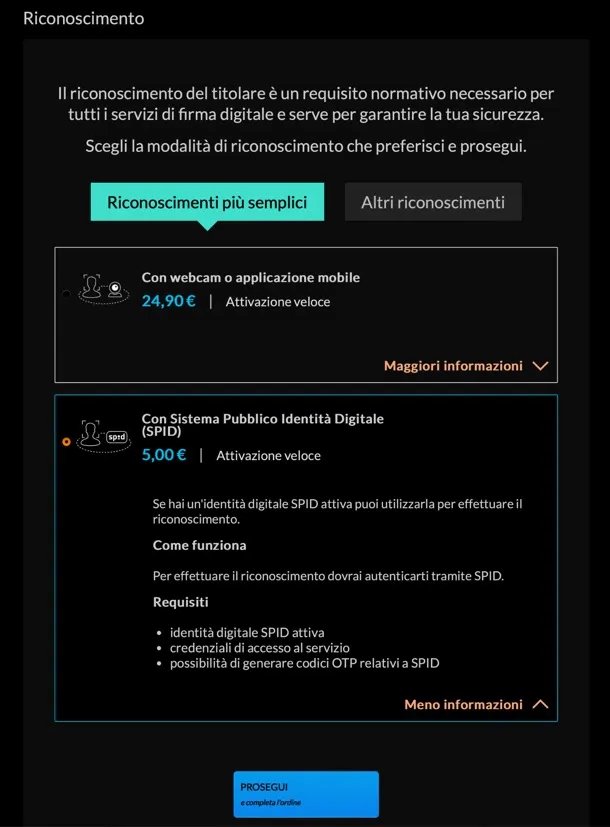 Riconoscimento
Il riconoscimento del titolare è un requisito normativo necessario per
tutti i servizi di firma digitale e serve per garantire la tua sicurezza.
Scegli la modalità di riconoscimento che preferisci e prosegui.
Riconoscimenti più semplici
Altri riconoscimenti
Con webcam o applicazione mobile
24,90 € | Attivazione veloce
Maggiori informazioni
Con Sistema Pubblico Identità Digitale
(SPID)
spid
5,00 € | Attivazione veloce
Se hai un'identità digitale SPID attiva puoi utilizzarla per effettuare il
riconoscimento.
Come funziona
Per effettuare il riconoscimento dovrai autenticarti tramite SPID.
Requisiti
• identità digitale SPID attiva
• credenziali di accesso al servizio
• possibilità di generare codici OTP relativi a SPID
Meno informazioni
PROSEGUI
e completa l'ordine